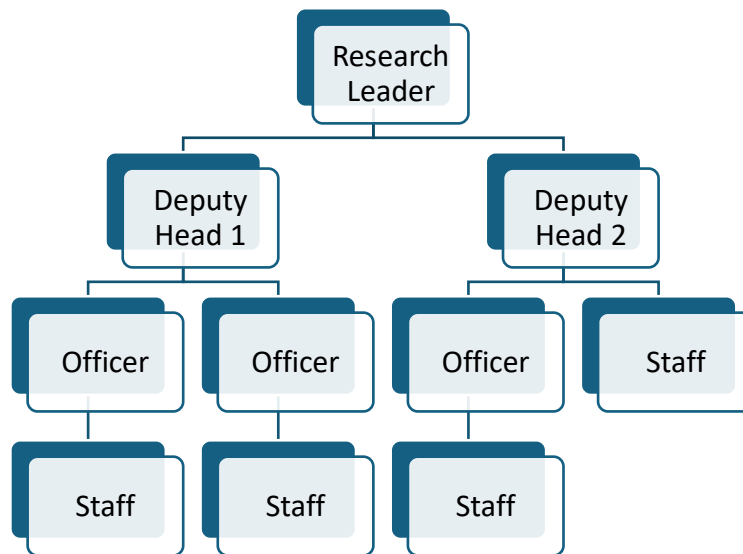 Research
Leader
Deputy
Head 1
Deputy
Head 2
Officer
Officer
Officer
Staff
Staff
Staff
Staff